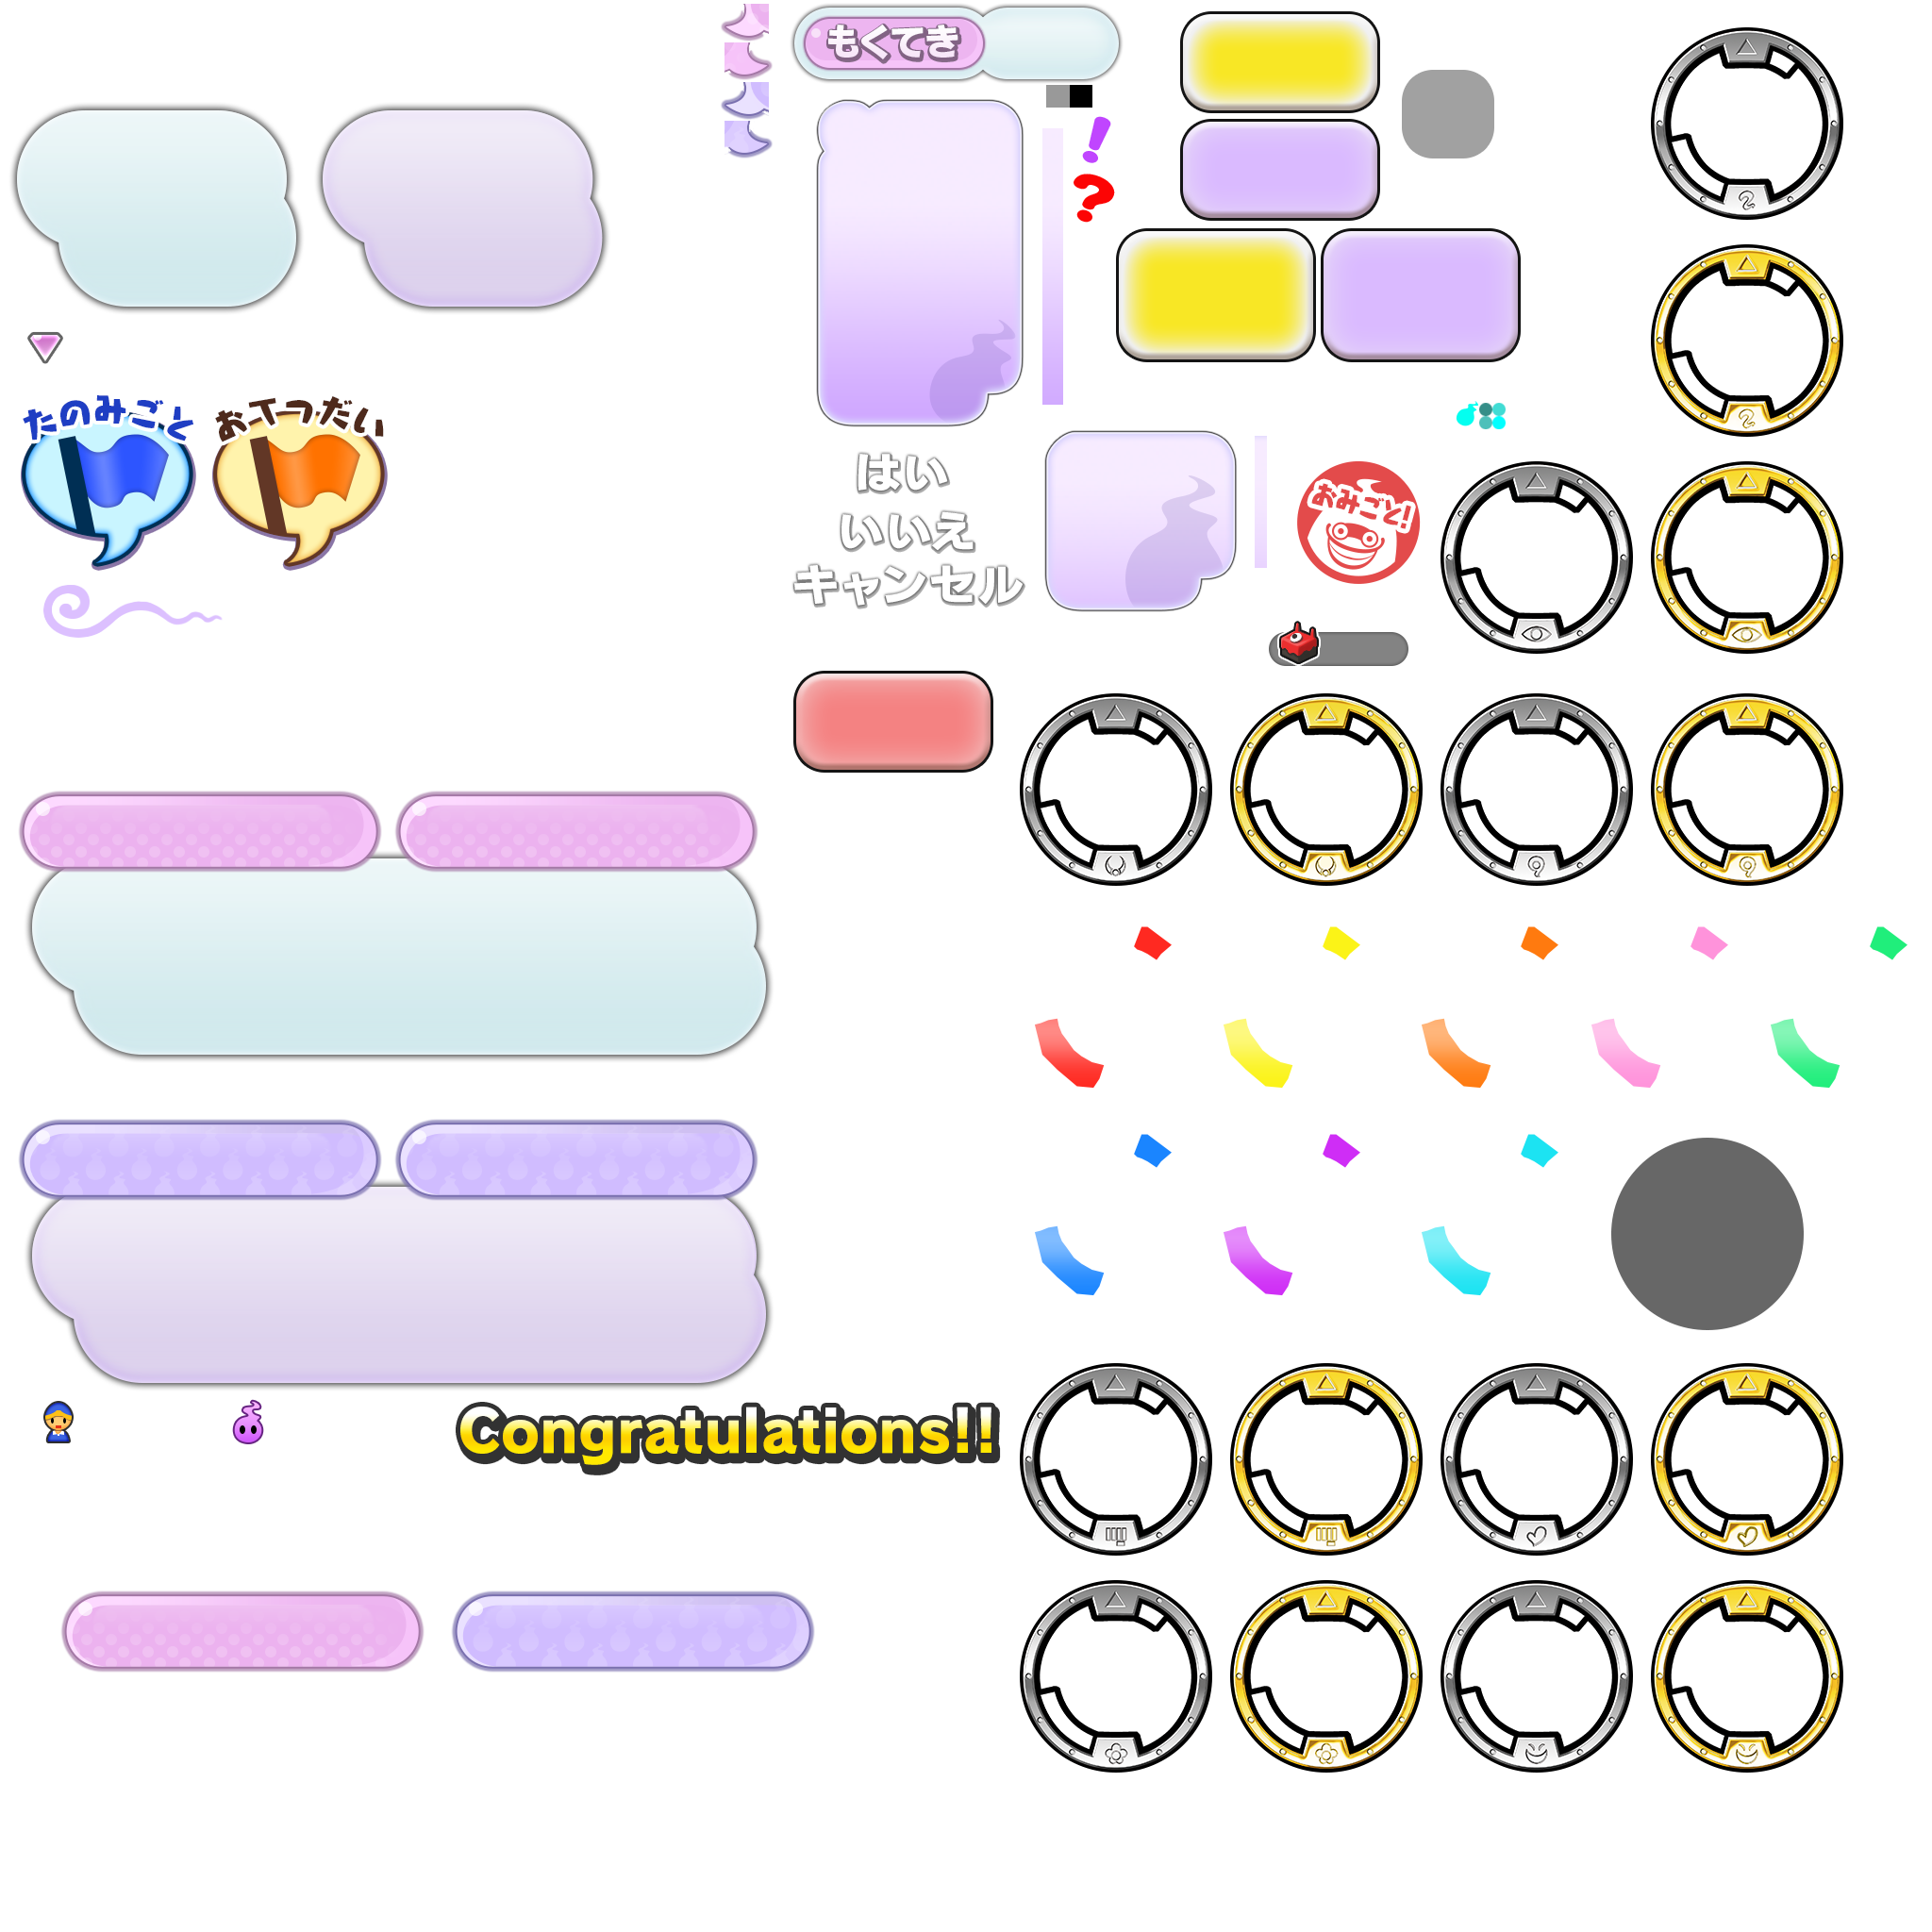 もくてき
!
?
たのみごと
おてつだい
はい
いいえ
キャンセル
おみごと!
Congratulations!!